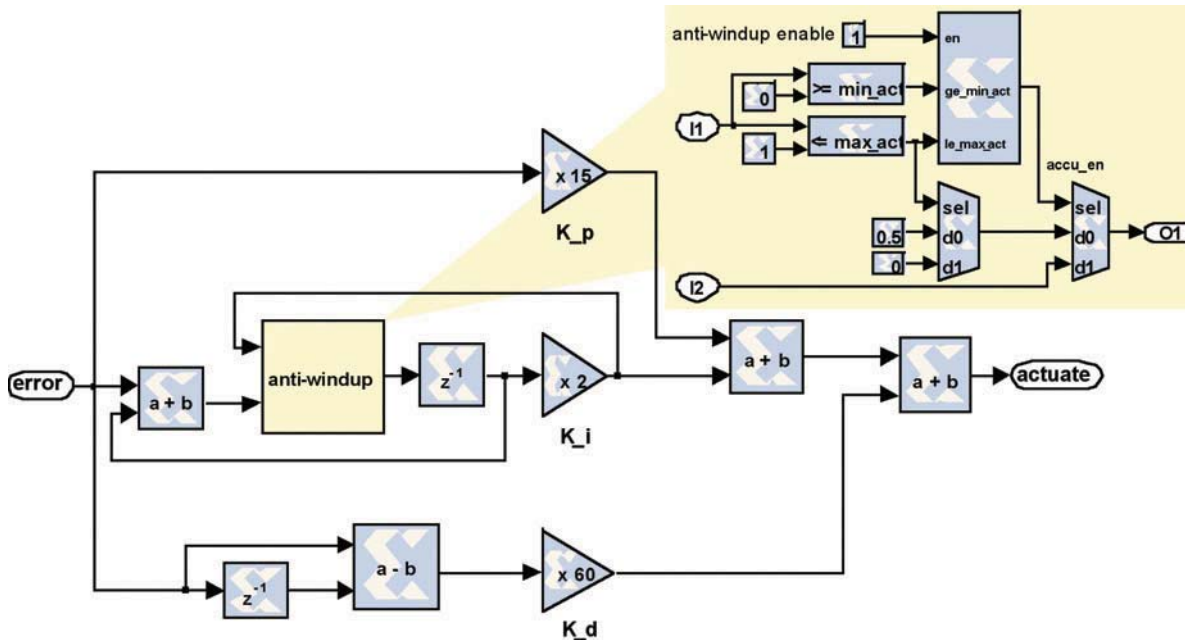 anti-windup enable
1
en
0
>= min_act
ge_min_act
I1
1
<= max_act
le_max_act
accu_en
sel
sel
0.5
d0
d0
O1
0
d1
d1
I2
x 15
K_p
error
a + b
anti-windup
z⁻¹
x 2
K_i
a + b
a + b
actuate
z⁻¹
a - b
x 60
K_d